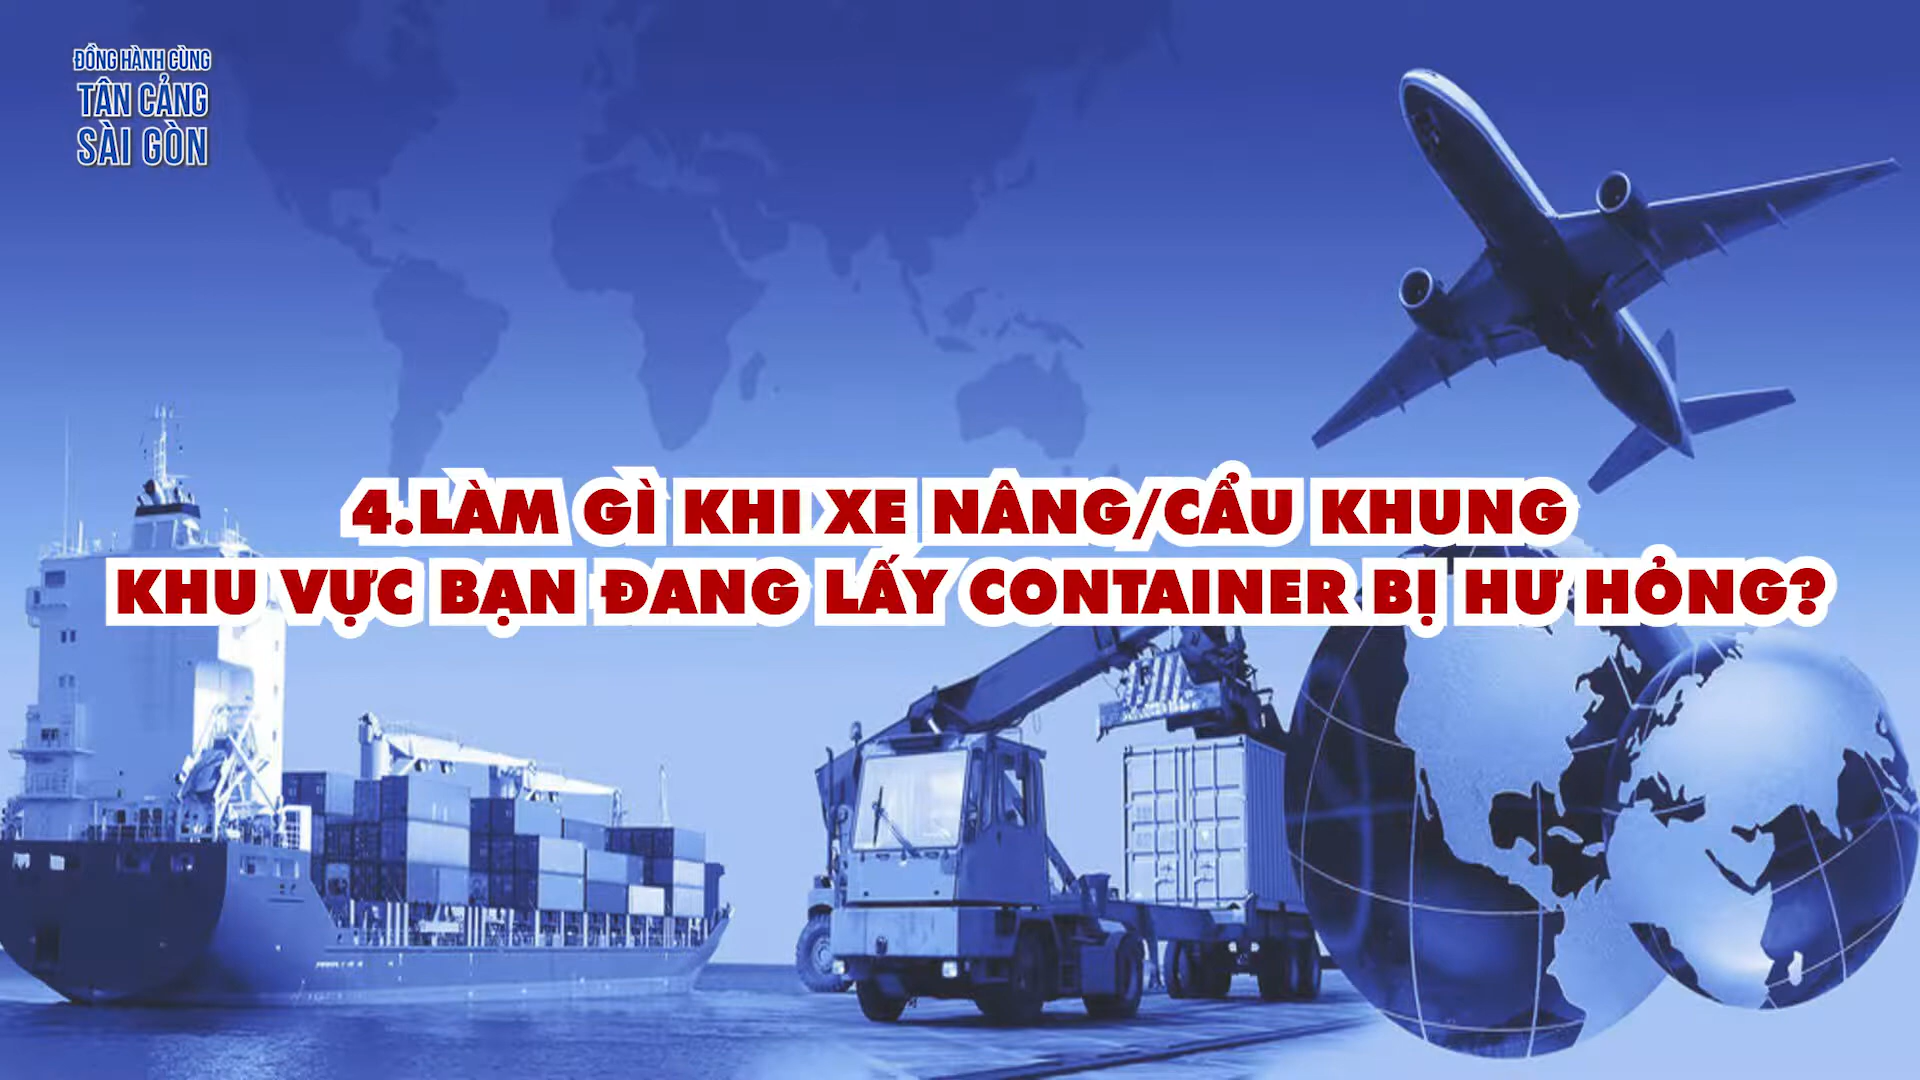 ĐỒNG HÀNH CÙNG
TÂN CẢNG
SÀI GÒN
4.LÀM GÌ KHI XE NÂNG/CẨU KHUNG
KHU VỰC BẠN ĐANG LẤY CONTAINER BỊ HƯ HỎNG?